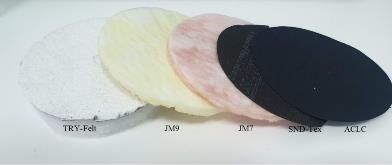 TRY-Felt JM9 JM7 SND-Tex ACLC